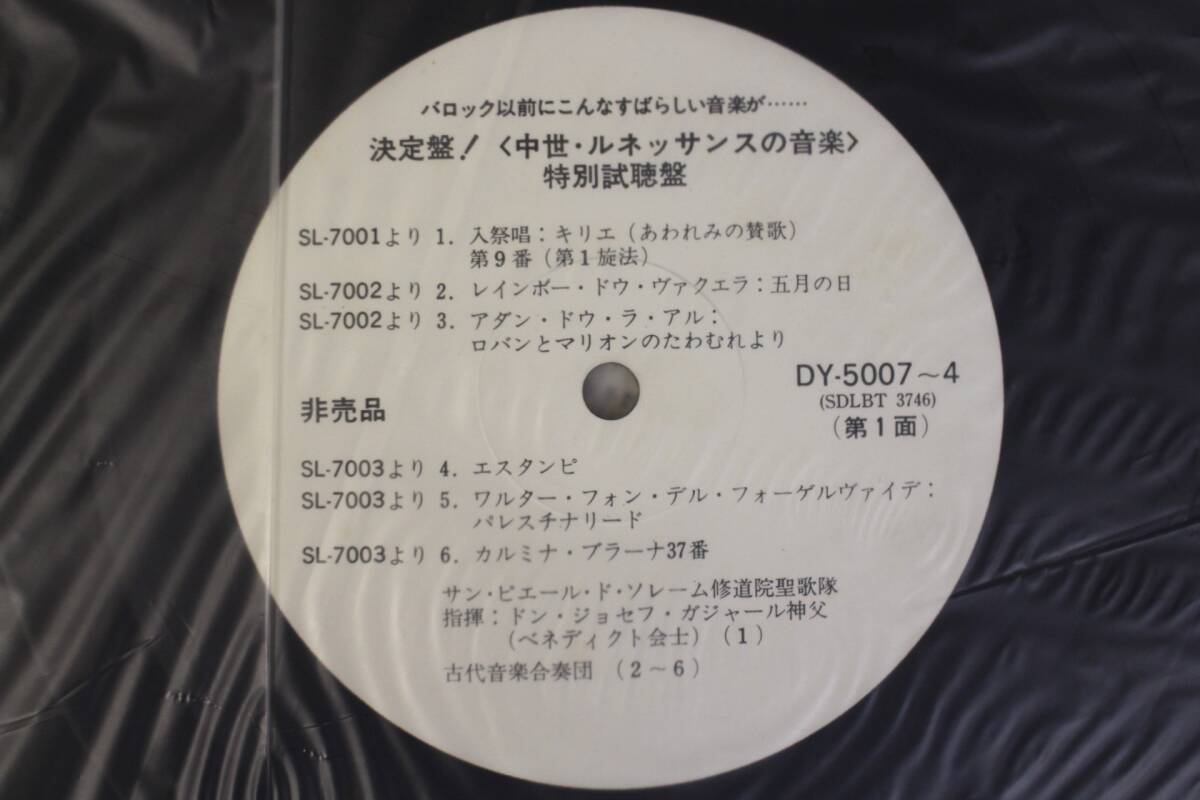 バロック以前にこんなすばらしい音楽が……
決定盤!〈中世・ルネッサンスの音楽〉
特別試聴盤
SL-7001より 1. 入祭唱：キリエ（あわれみの賛歌）
第9番（第1旋法）
SL-7002より 2. レインボー・ドウ・ヴァクエラ：五月の日
SL-7002より 3. アダン・ドウ・ラ・アル：
ロバンとマリオンのたわむれより
DY-5007～4
(SDLBT 3746)
非売品
（第1面）
SL-7003より 4. エスタンピ
SL-7003より 5. ワルター・フォン・デル・フォーゲルヴァイデ：
パレスチナリード
SL-7003より 6. カルミナ・ブラーナ37番
サン・ピエール・ド・ソレーム修道院聖歌隊
指揮：ドン・ジョセフ・ガジャール神父
（ベネディクト会士）（1）
古代音楽合奏団 （2～6）